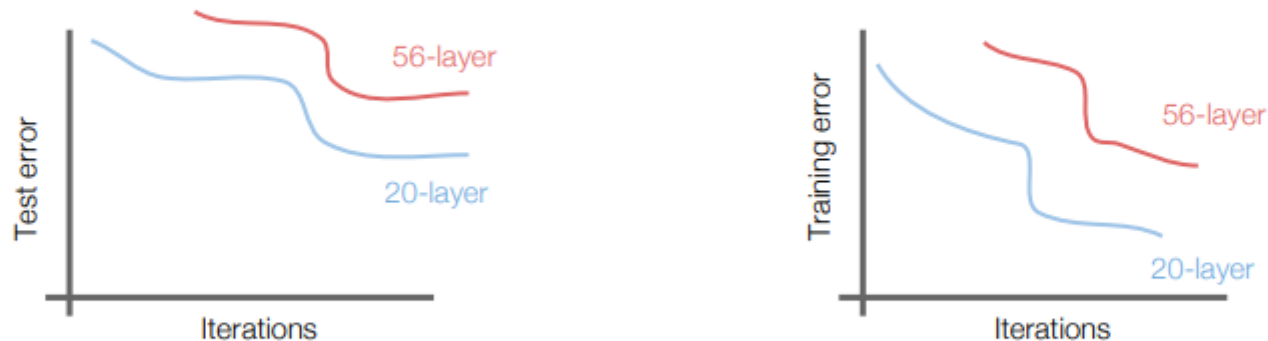 Test error
56-layer
20-layer
Iterations
Training error
56-layer
20-layer
Iterations